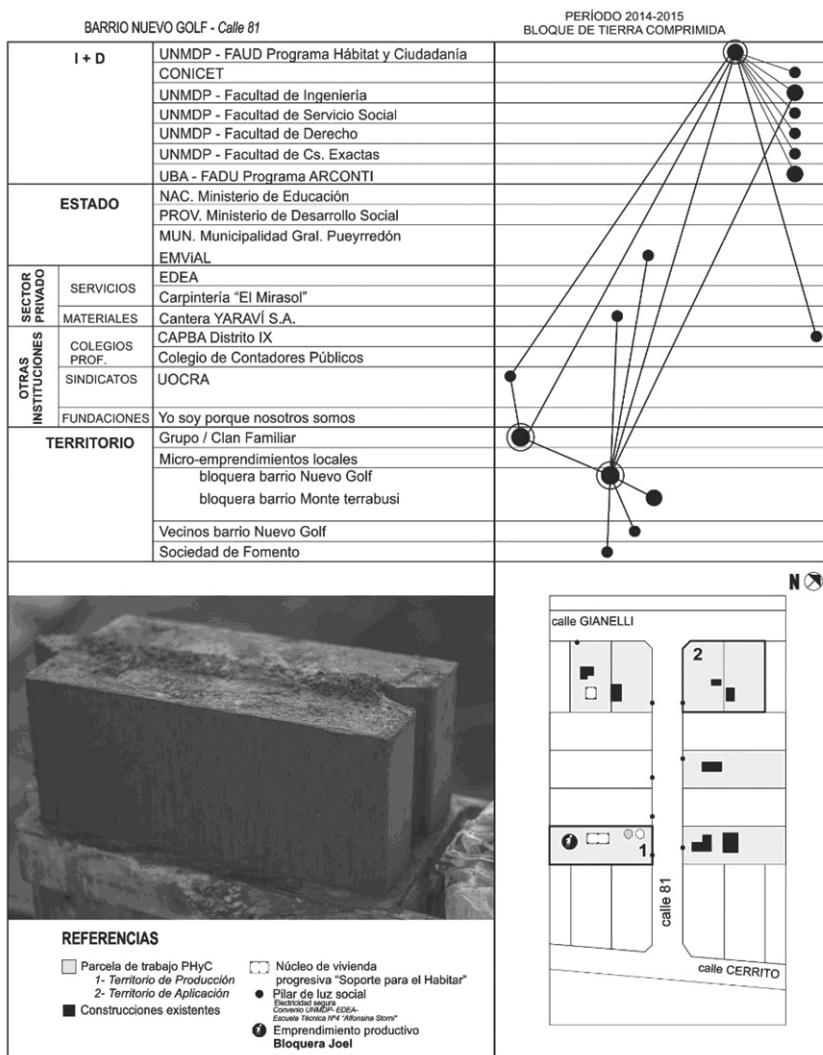 BARRIO NUEVO GOLF - Calle 81
PERÍODO 2014-2015
BLOQUE DE TIERRA COMPRIMIDA
I + D
UNMDP - FAUD Programa Hábitat y Ciudadanía
CONICET
UNMDP - Facultad de Ingeniería
UNMDP - Facultad de Servicio Social
UNMDP - Facultad de Derecho
UNMDP - Facultad de Cs. Exactas
UBA - FADU Programa ARCONTI
ESTADO
NAC. Ministerio de Educación
PROV. Ministerio de Desarrollo Social
MUN. Municipalidad Gral. Pueyrredón
EMViAL
SECTOR
PRIVADO
SERVICIOS
EDEA
Carpintería “El Mirasol”
MATERIALES
Cantera YARAVÍ S.A.
OTRAS
INSTITUCIONES
COLEGIOS
PROF.
CAPBA Distrito IX
Colegio de Contadores Públicos
SINDICATOS
UOCRA
FUNDACIONES
Yo soy porque nosotros somos
TERRITORIO
Grupo / Clan Familiar
Micro-emprendimientos locales
bloquera barrio Nuevo Golf
bloquera barrio Monte terrabusi
Vecinos barrio Nuevo Golf
Sociedad de Fomento
N
calle GIANELLI
2
1
calle 81
calle CERRITO
REFERENCIAS
Parcela de trabajo PHyC
1- Territorio de Producción
2- Territorio de Aplicación
Construcciones existentes
Núcleo de vivienda
progresiva “Soporte para el Habitar”
Pilar de luz social
Electricidad segura
Convenio UNMDP- EDEA-
Escuela Técnica Nº4 “Alfonsina Storni”
Emprendimiento productivo
Bloquera Joel